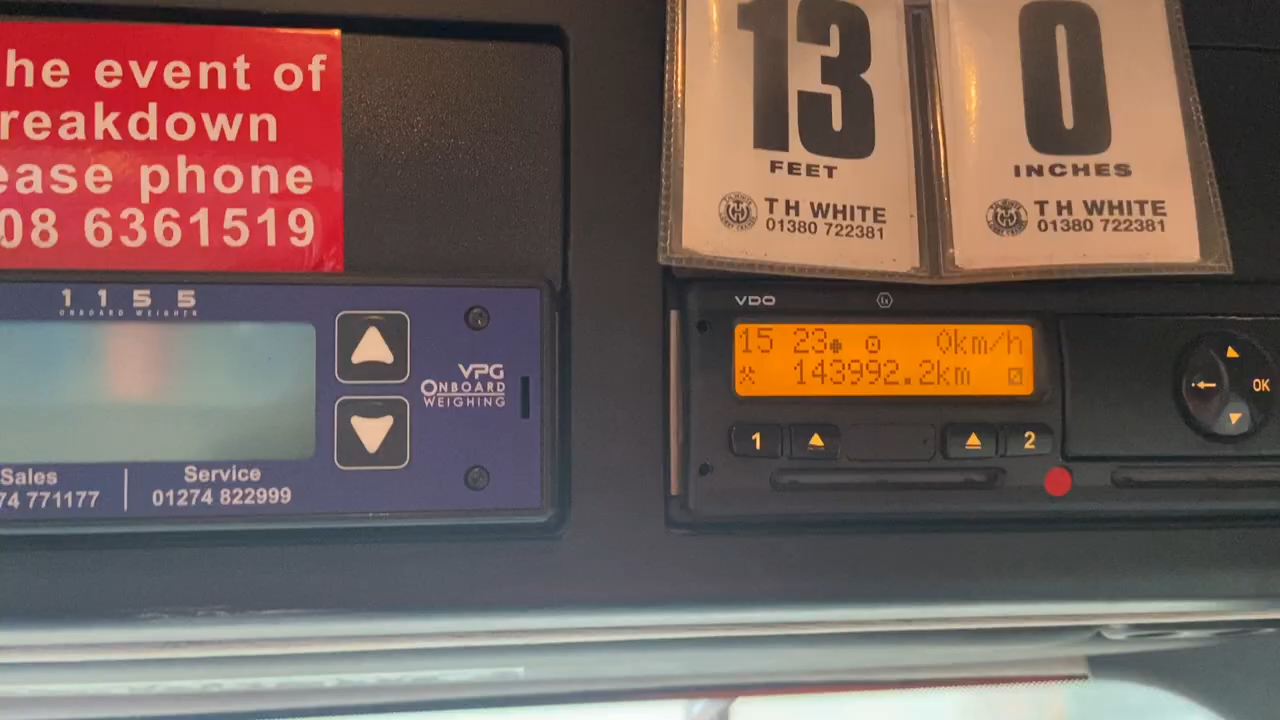 he event of
reakdown
ease phone
08 6361519
1155
ONBOARD WEIGHER
VPG
ONBOARD
WEIGHING
Sales
74 771177
Service
01274 822999
13
FEET
T H WHITE
01380 722381
0
INCHES
T H WHITE
01380 722381
VDO
15 23 0km/h
143992.2km
1
2
OK